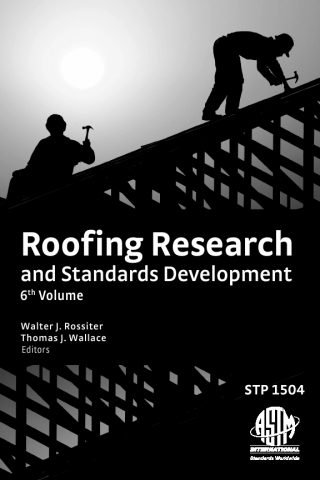 Roofing Research
and Standards Development
6th Volume
Walter J. Rossiter
Thomas J. Wallace
Editors
STP 1504
ASTM
INTERNATIONAL
Standards Worldwide